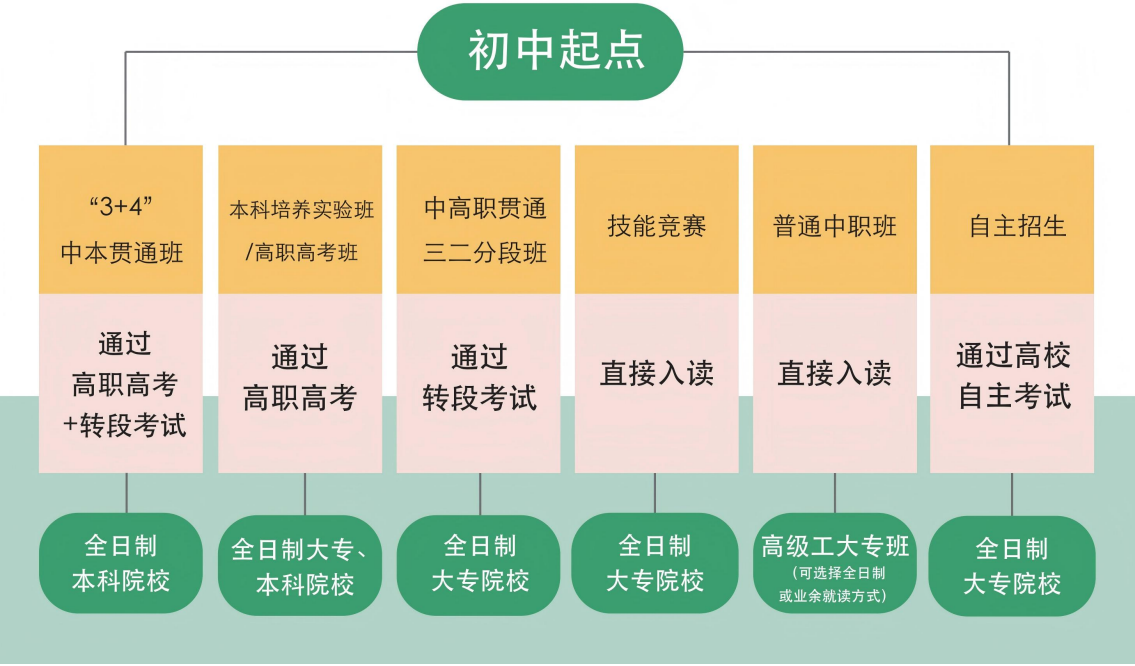 初中起点
“3+4”
中本贯通班
本科培养实验班
/高职高考班
中高职贯通
三二分段班
技能竞赛
普通中职班
自主招生
通过
高职高考
+转段考试
通过
高职高考
通过
转段考试
直接入读
直接入读
通过高校
自主考试
全日制
本科院校
全日制大专、
本科院校
全日制
大专院校
全日制
大专院校
高级工大专班
(可选择全日制
或业余就读方式)
全日制
大专院校